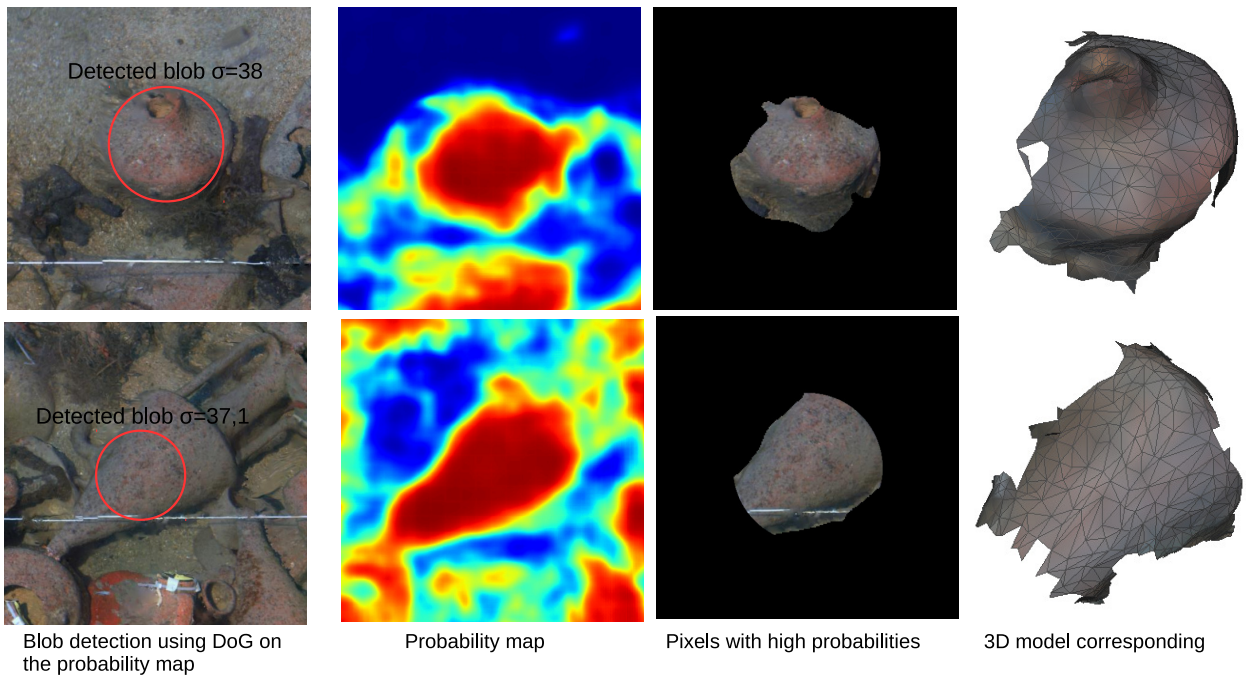 Detected blob σ=38
Detected blob σ=37,1
Blob detection using DoG on
the probability map
Probability map
Pixels with high probabilities
3D model corresponding